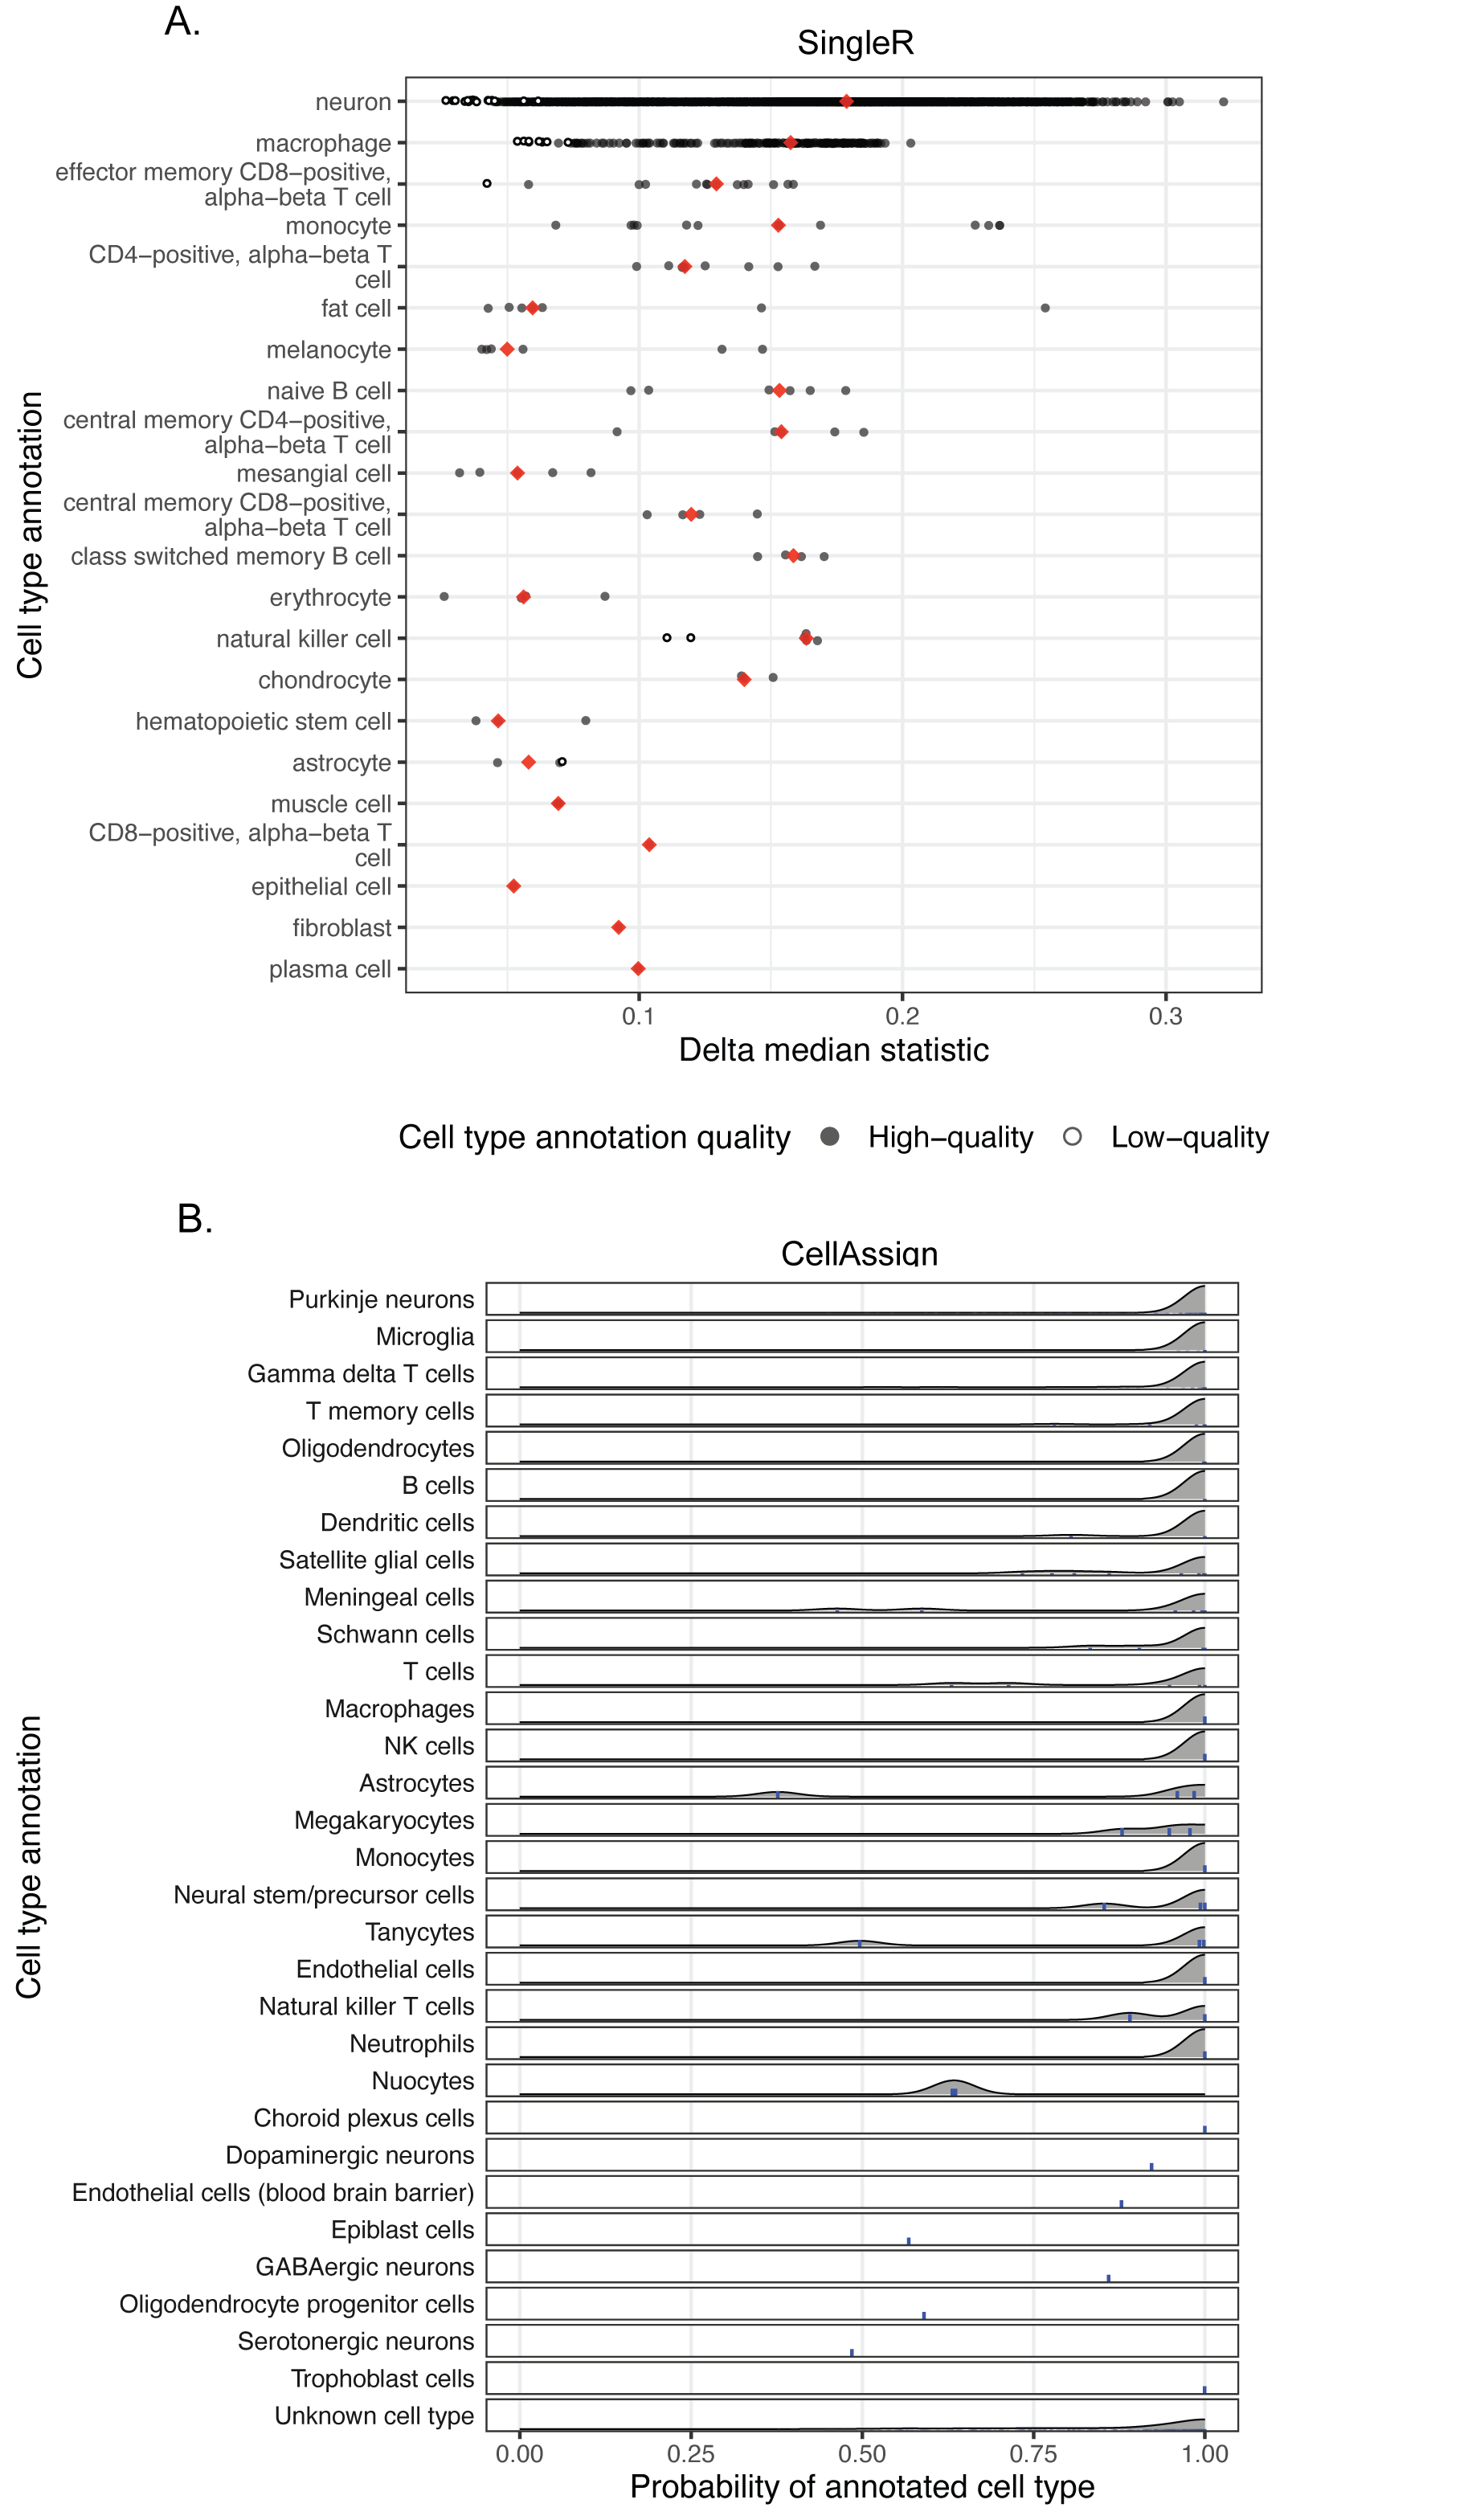 A.
SingleR
Cell type annotation
neuron
macrophage
effector memory CD8−positive,
alpha−beta T cell
monocyte
CD4−positive, alpha−beta T
cell
fat cell
melanocyte
naive B cell
central memory CD4−positive,
alpha−beta T cell
mesangial cell
central memory CD8−positive,
alpha−beta T cell
class switched memory B cell
erythrocyte
natural killer cell
chondrocyte
hematopoietic stem cell
astrocyte
muscle cell
CD8−positive, alpha−beta T
cell
epithelial cell
fibroblast
plasma cell
0.1 0.2 0.3
Delta median statistic
Cell type annotation quality High−quality Low−quality
B.
CellAssign
Cell type annotation
Purkinje neurons
Microglia
Gamma delta T cells
T memory cells
Oligodendrocytes
B cells
Dendritic cells
Satellite glial cells
Meningeal cells
Schwann cells
T cells
Macrophages
NK cells
Astrocytes
Megakaryocytes
Monocytes
Neural stem/precursor cells
Tanycytes
Endothelial cells
Natural killer T cells
Neutrophils
Nuocytes
Choroid plexus cells
Dopaminergic neurons
Endothelial cells (blood brain barrier)
Epiblast cells
GABAergic neurons
Oligodendrocyte progenitor cells
Serotonergic neurons
Trophoblast cells
Unknown cell type
0.00 0.25 0.50 0.75 1.00
Probability of annotated cell type